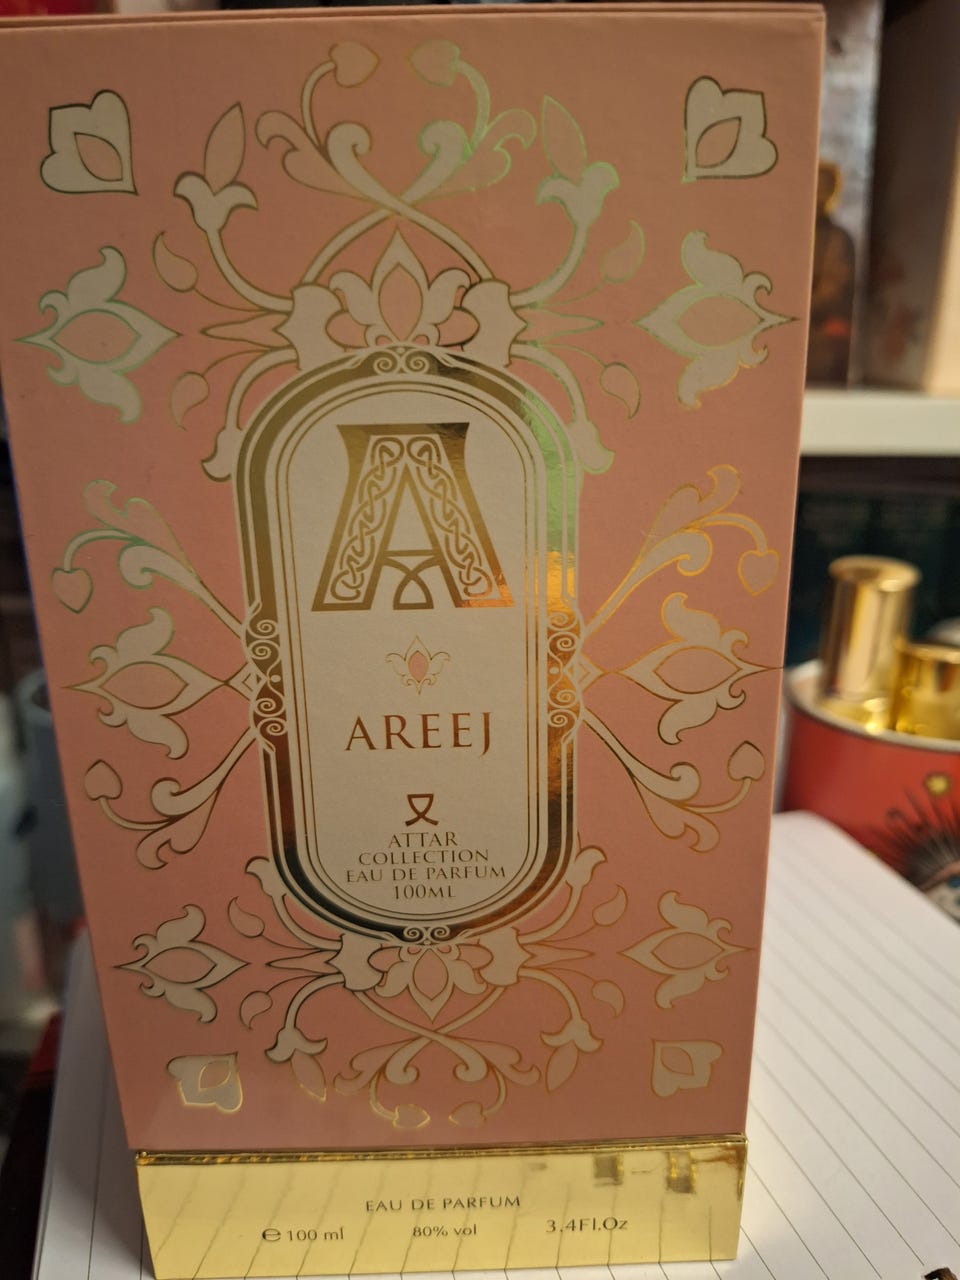 A
AREEJ
ATTAR
COLLECTION
EAU DE PARFUM
100ML
EAU DE PARFUM
℮ 100 ml 80% vol 3,4Fl.Oz